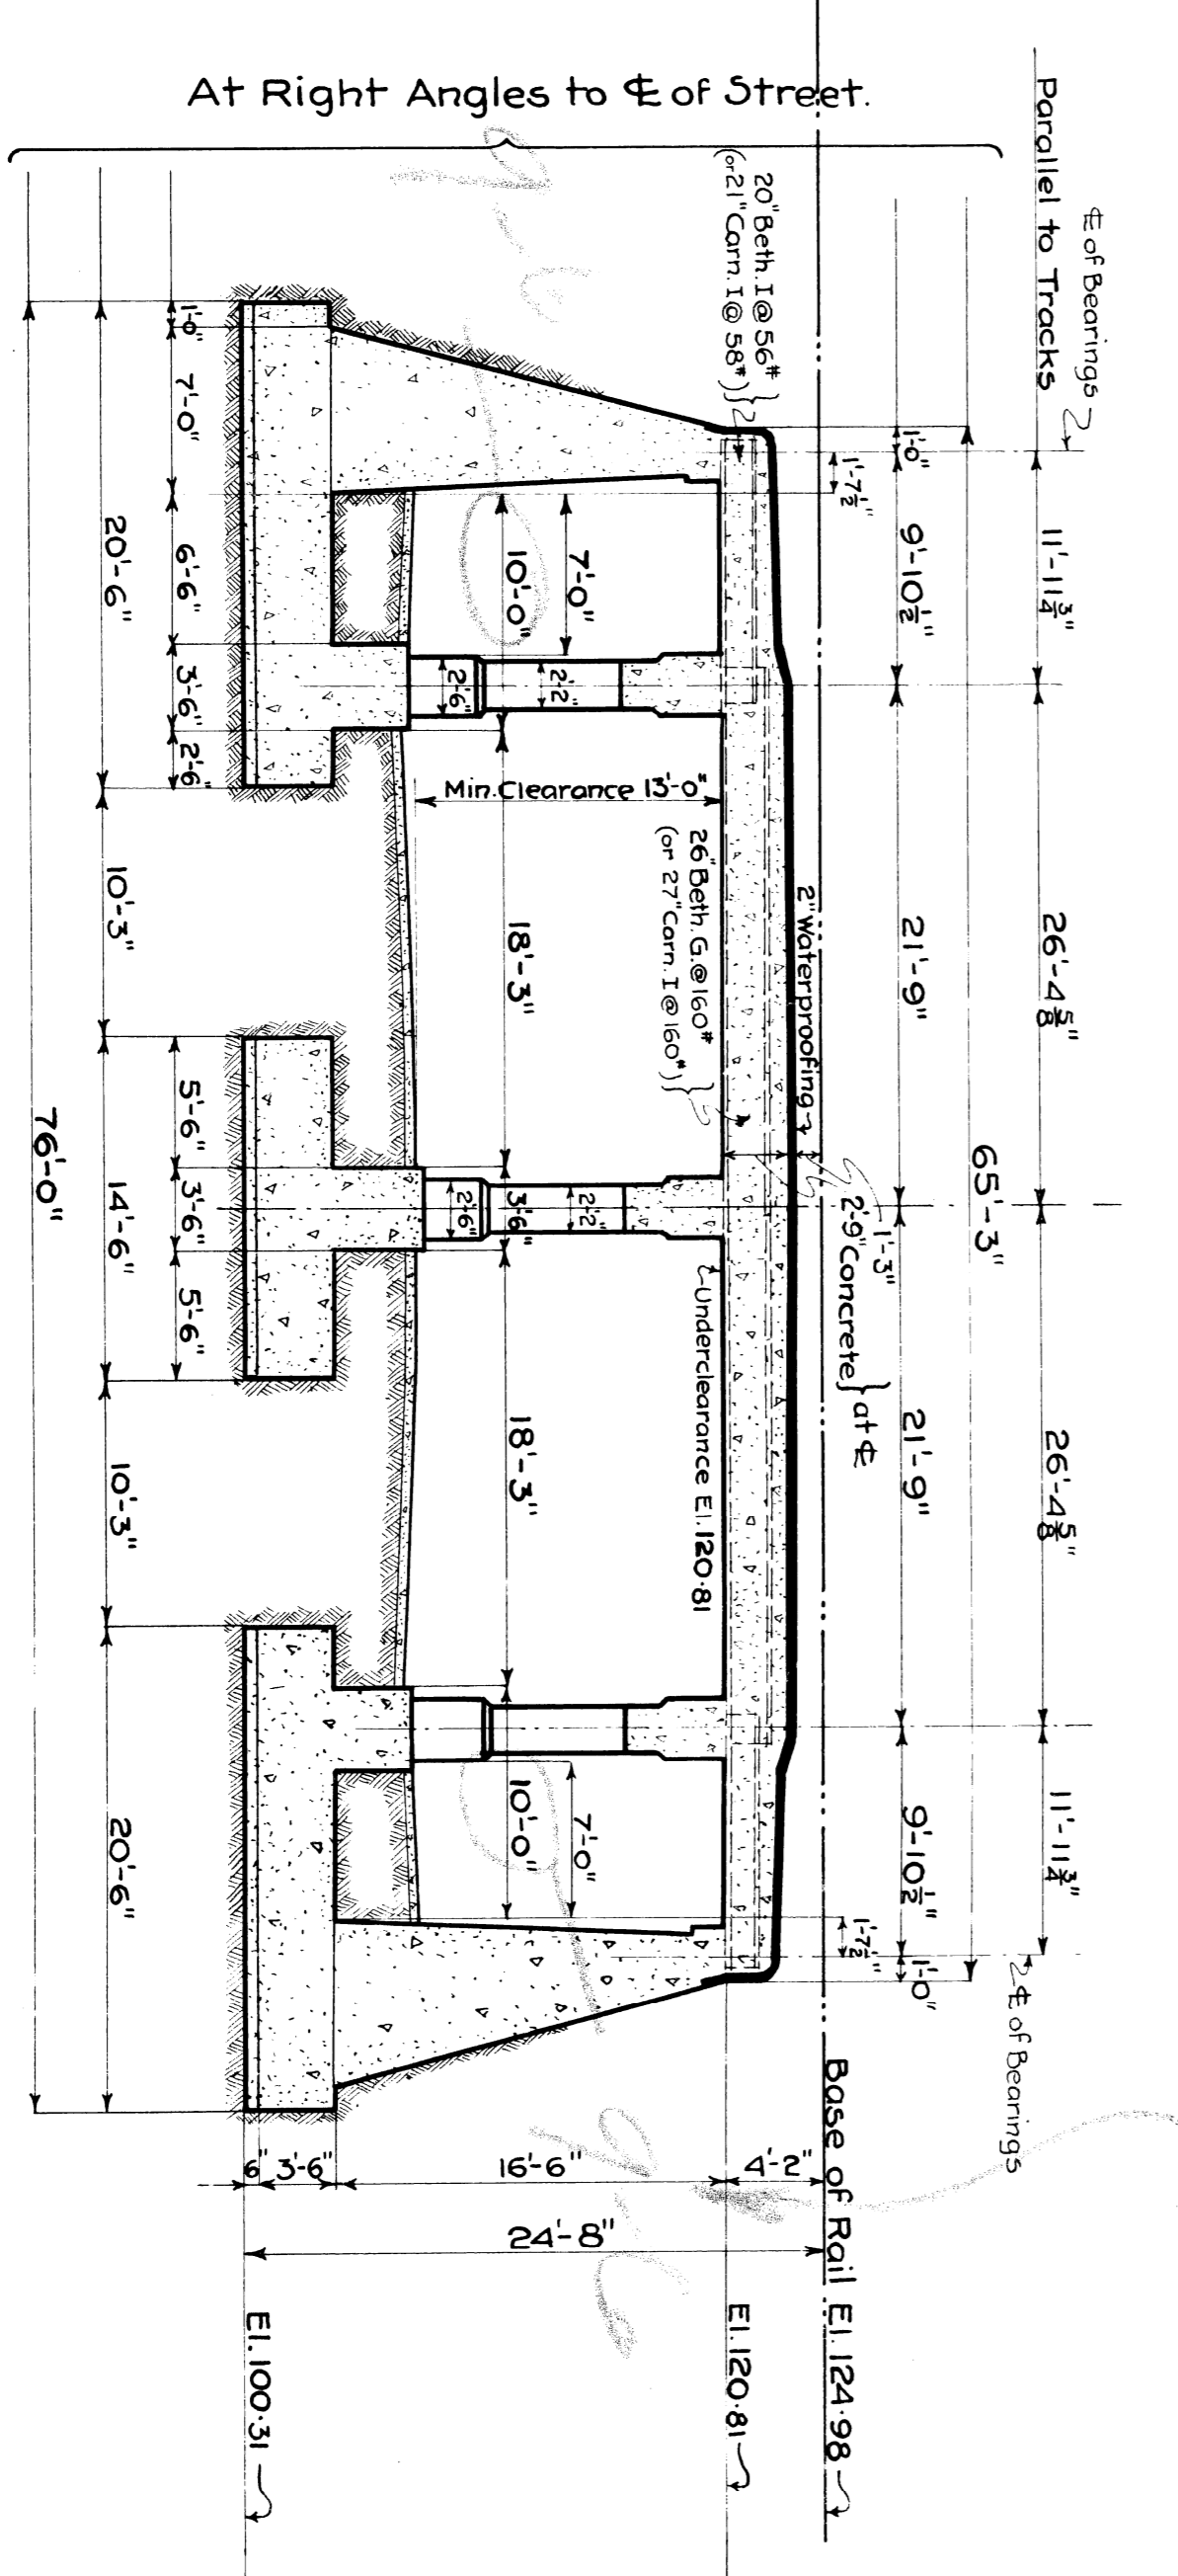 At Right Angles to ℄ of Street.
Parallel to Tracks
℄ of Bearings
11'-11¾"
26'-4⅝"
26'-4⅝"
11'-11¾"
℄ of Bearings
65'-3"
1'-0"
9'-10½"
21'-9"
21'-9"
9'-10½"
1'-0"
1'-7½"
1'-7½"
20" Beth. I @ 56#
(or 21" Carn. I @ 58#)
2" Waterproofing
1'-3"
2'-9" Concrete } at ℄
26" Beth. G. @ 160#
(or 27" Carn. I @ 160#)
Underclearance El. 120.81
Min. Clearance 13'-0"
7'-0"
7'-0"
10'-0"
18'-3"
3'-6"
18'-3"
10'-0"
2'-2"
2'-2"
2'-6"
2'-6"
1'-0"
7'-0"
6'-6"
3'-6"
2'-6"
5'-6"
3'-6"
5'-6"
20'-6"
10'-3"
14'-6"
10'-3"
20'-6"
76'-0"
6"
3'-6"
16'-6"
4'-2"
24'-8"
Base of Rail El. 124.98
El. 120.81
El. 100.31